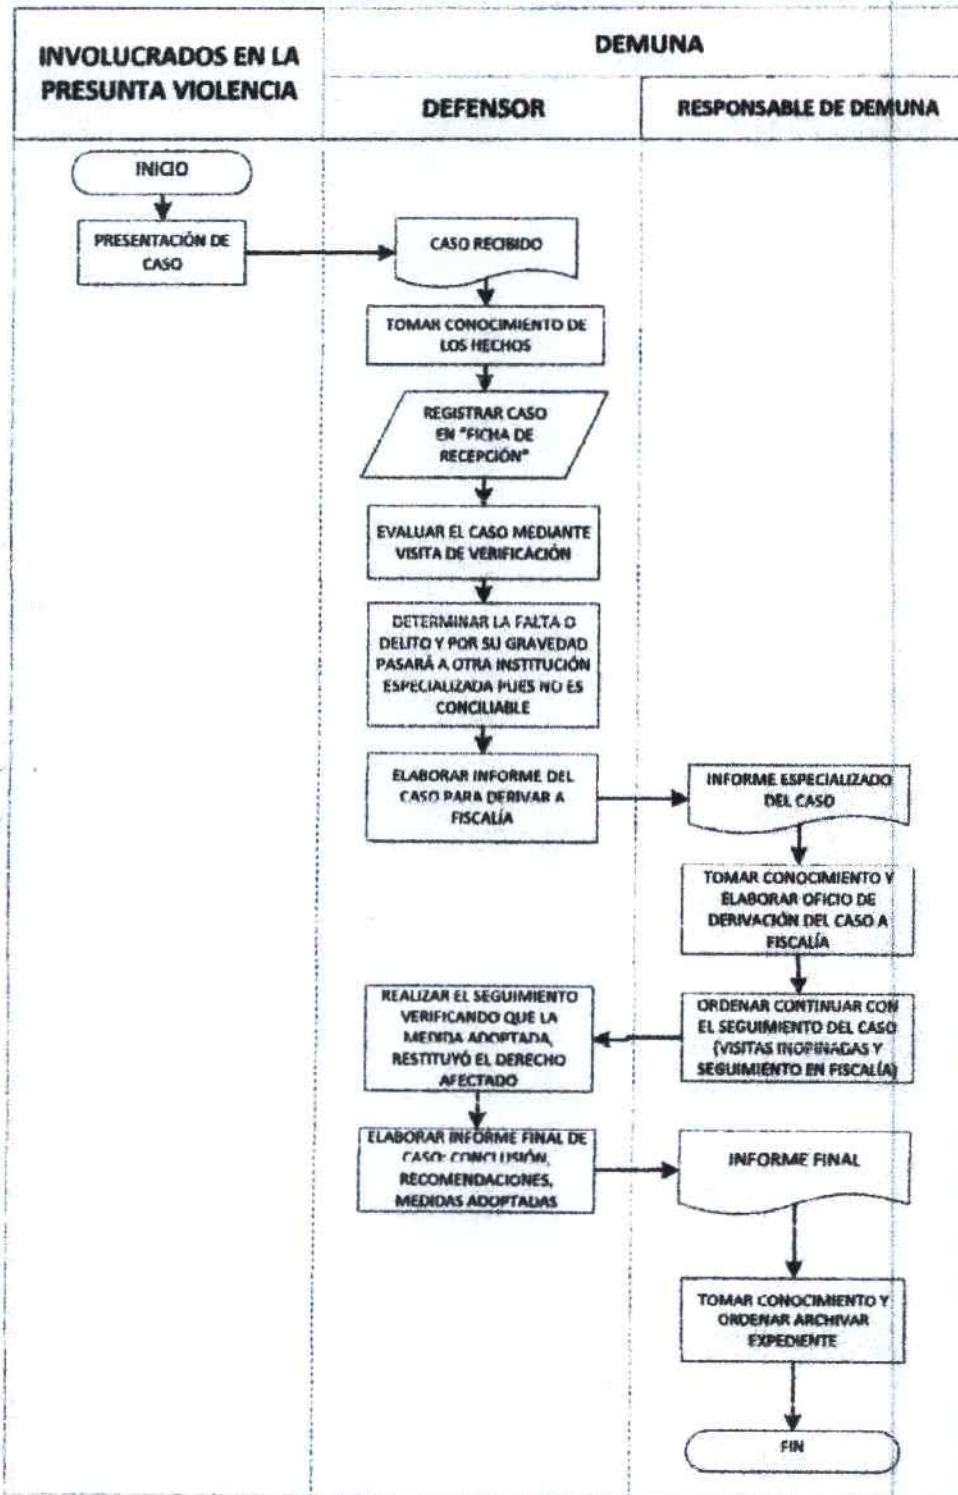 INVOLUCRADOS EN LA
PRESUNTA VIOLENCIA
DEMUNA
DEFENSOR
RESPONSABLE DE DEMUNA
INICIO
PRESENTACIÓN DE
CASO
CASO RECIBIDO
TOMAR CONOCIMIENTO DE
LOS HECHOS
REGISTRAR CASO
EN "FICHA DE
RECEPCIÓN"
EVALUAR EL CASO MEDIANTE
VISITA DE VERIFICACIÓN
DETERMINAR LA FALTA O
DELITO Y POR SU GRAVEDAD
PASARÁ A OTRA INSTITUCIÓN
ESPECIALIZADA PUES NO ES
CONCILIABLE
ELABORAR INFORME DEL
CASO PARA DERIVAR A
FISCALÍA
INFORME ESPECIALIZADO
DEL CASO
TOMAR CONOCIMIENTO Y
ELABORAR OFICIO DE
DERIVACIÓN DEL CASO A
FISCALÍA
ORDENAR CONTINUAR CON
EL SEGUIMIENTO DEL CASO
(VISITAS INOPINADAS Y
SEGUIMIENTO EN FISCALÍA)
REALIZAR EL SEGUIMIENTO
VERIFICANDO QUE LA
MEDIDA ADOPTADA,
RESTITUYÓ EL DERECHO
AFECTADO
ELABORAR INFORME FINAL DE
CASO: CONCLUSIÓN,
RECOMENDACIONES,
MEDIDAS ADOPTADAS
INFORME FINAL
TOMAR CONOCIMIENTO Y
ORDENAR ARCHIVAR
EXPEDIENTE
FIN